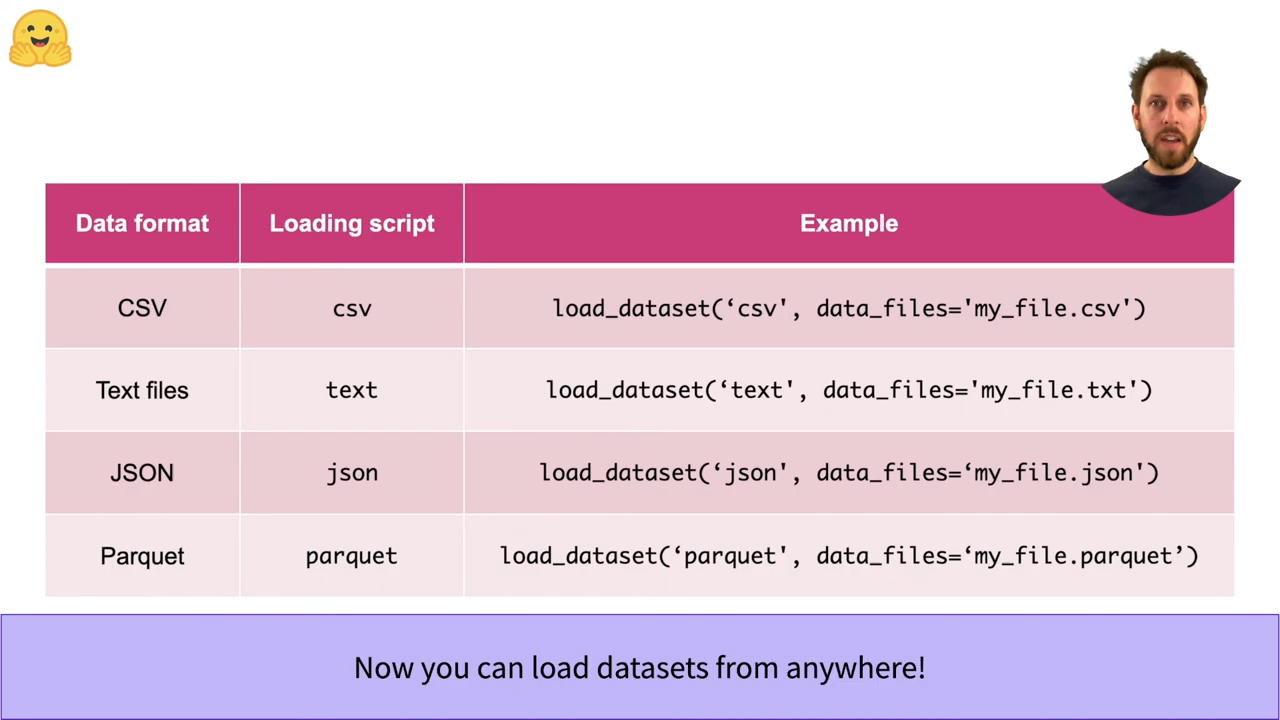 Data format Loading script Example
CSV csv load_dataset(‘csv', data_files='my_file.csv')
Text files text load_dataset(‘text', data_files='my_file.txt')
JSON json load_dataset(‘json', data_files=‘my_file.json')
Parquet parquet load_dataset(‘parquet', data_files=‘my_file.parquet’)
Now you can load datasets from anywhere!